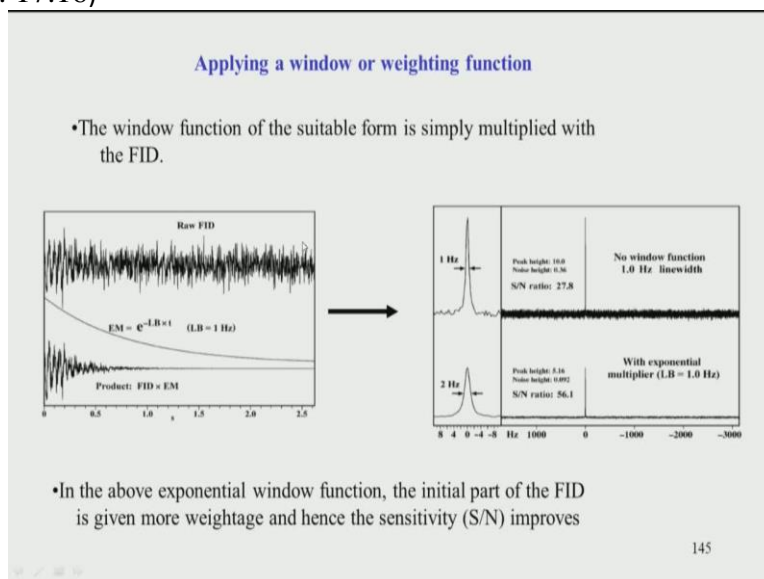 . 17.16)
Applying a window or weighting function
•The window function of the suitable form is simply multiplied with
the FID.
Raw FID
EM = e-LB×t (LB = 1 Hz)
Product: FID × EM
0 0.5 1.0 1.5 2.0 2.5
s
1 Hz
Peak height: 10.0
Noise height: 0.36
S/N ratio: 27.8
No window function
1.0 Hz linewidth
2 Hz
Peak height: 5.16
Noise height: 0.092
S/N ratio: 56.1
With exponential
multiplier (LB = 1.0 Hz)
8 4 0 -4 -8 Hz 1000 0 -1000 -2000 -3000
•In the above exponential window function, the initial part of the FID
is given more weightage and hence the sensitivity (S/N) improves
145